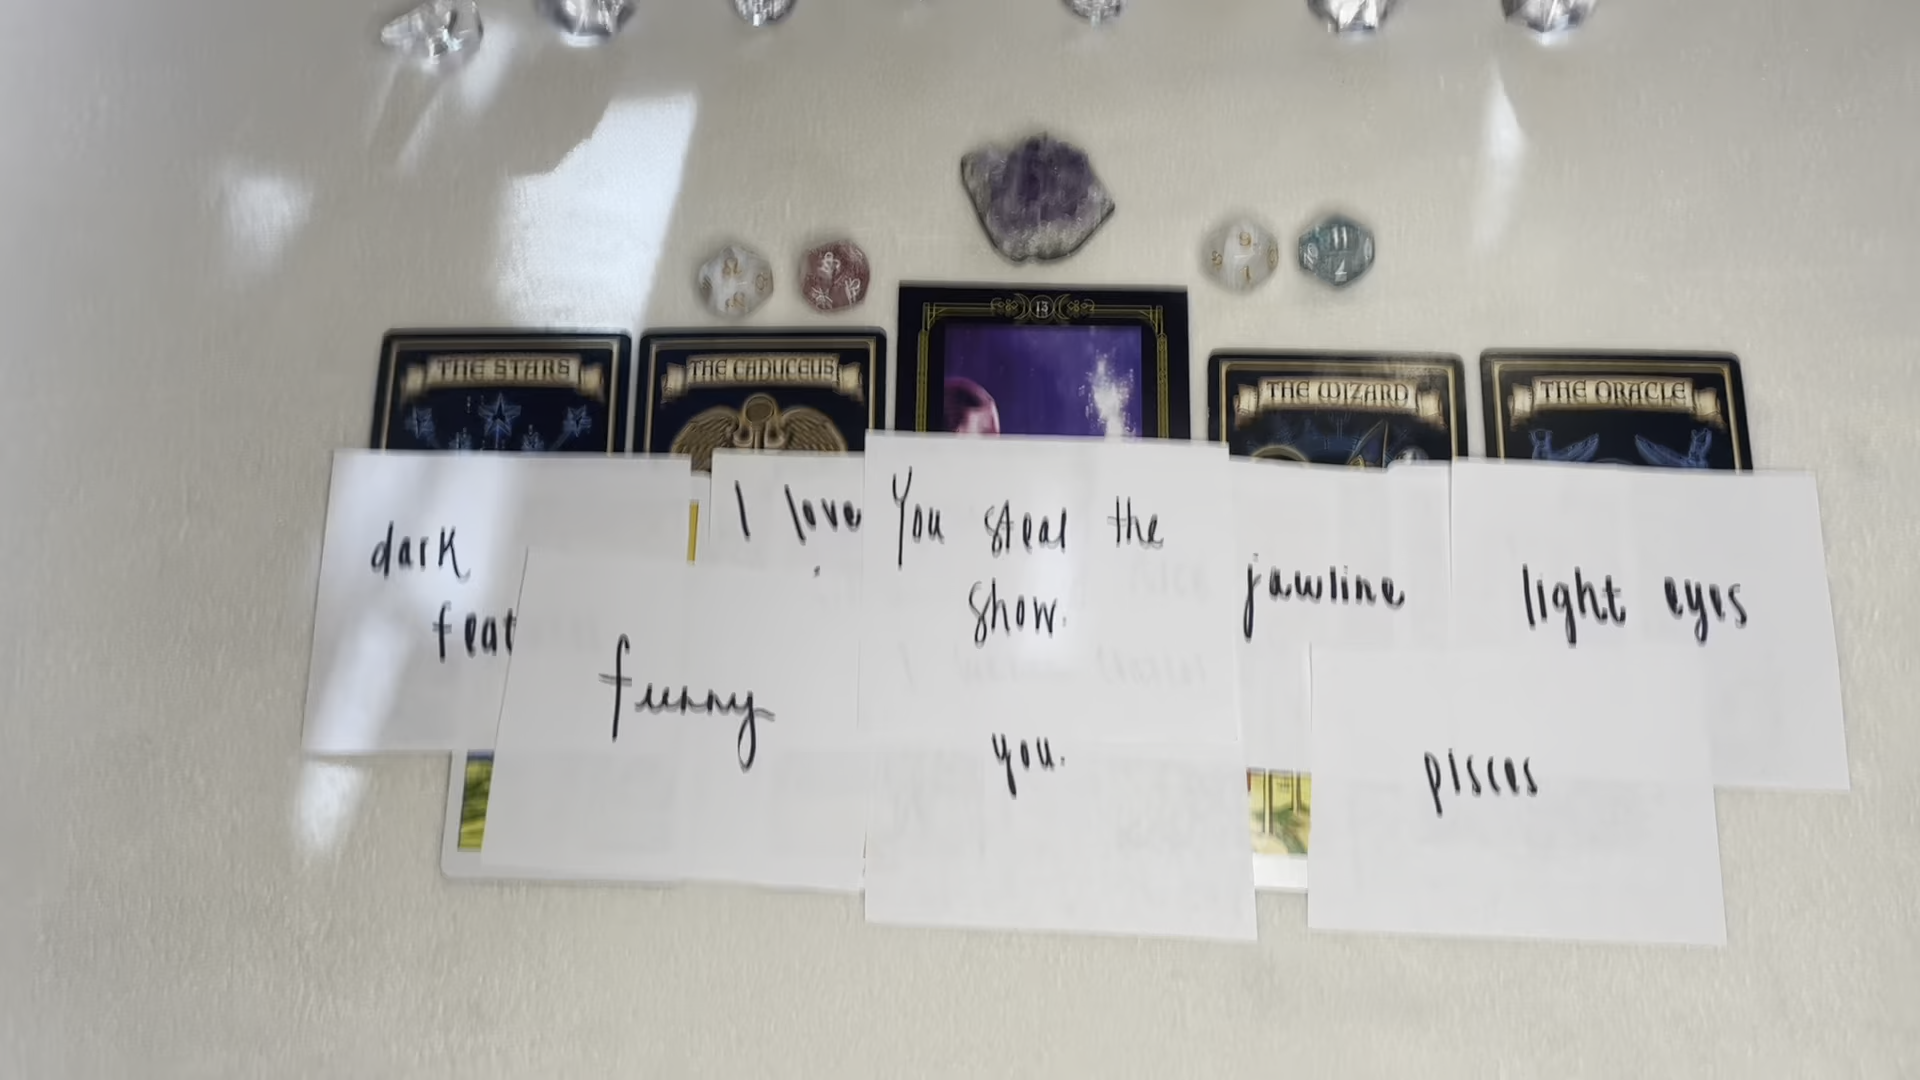 THE STARS
THE CADUCEUS
13
THE WIZARD
THE ORACLE
dark
feat
I love
You steal the
show.
jawline
light eyes
funny
you.
pisces